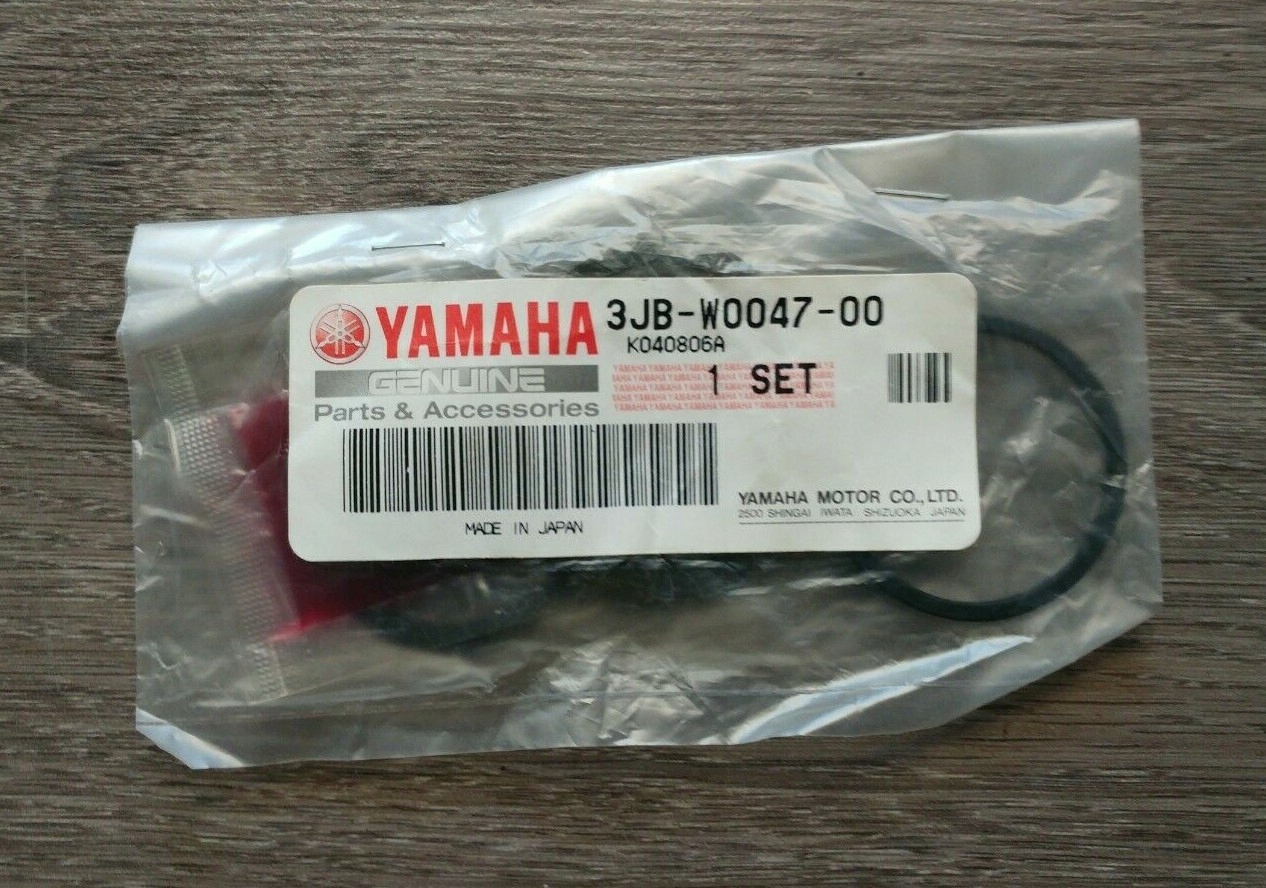 YAMAHA 3JB-W0047-00
K040806A
GENUINE
1 SET
Parts & Accessories
YAMAHA MOTOR CO.,LTD.
2500 SHINGAI IWATA SHIZUOKA JAPAN
MADE IN JAPAN